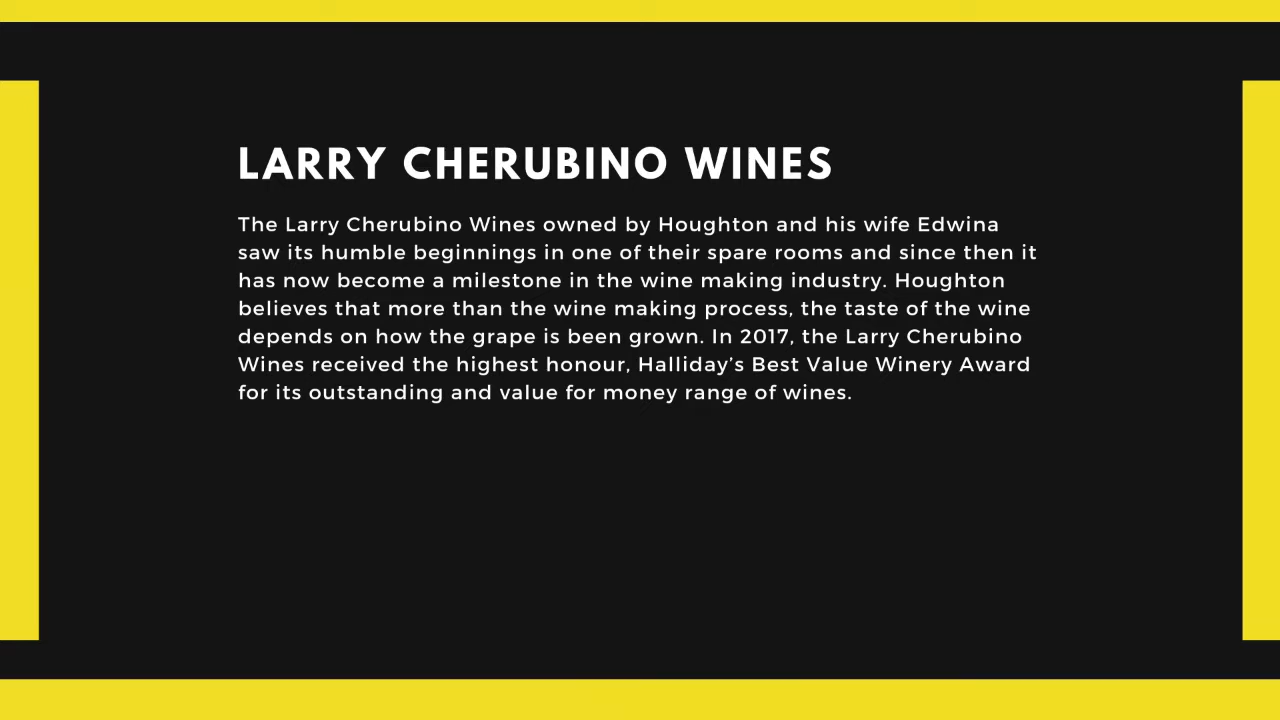 LARRY CHERUBINO WINES
The Larry Cherubino Wines owned by Houghton and his wife Edwina
saw its humble beginnings in one of their spare rooms and since then it
has now become a milestone in the wine making industry. Houghton
believes that more than the wine making process, the taste of the wine
depends on how the grape is been grown. In 2017, the Larry Cherubino
Wines received the highest honour, Halliday’s Best Value Winery Award
for its outstanding and value for money range of wines.